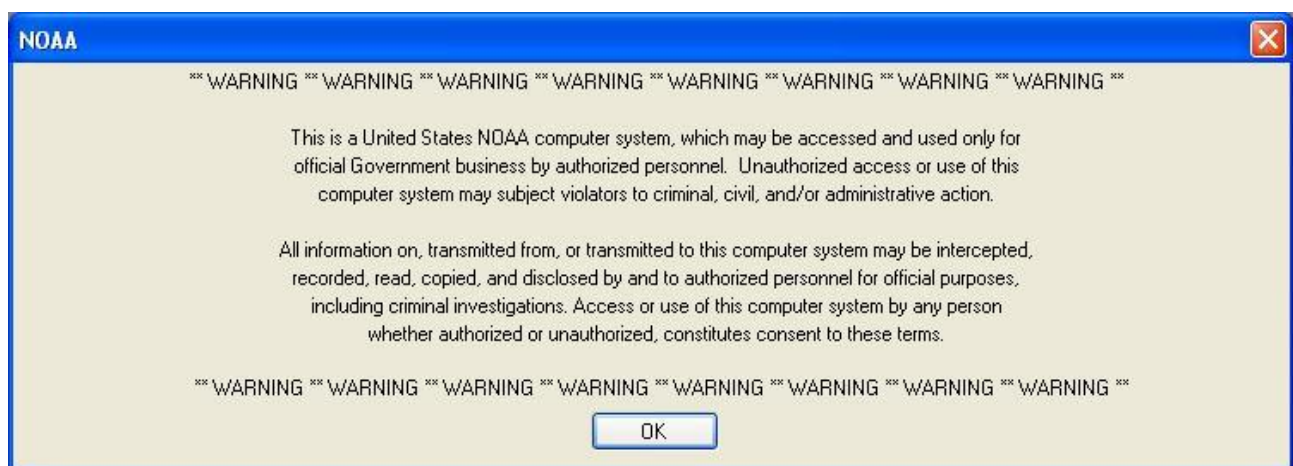 NOAA
** WARNING ** WARNING ** WARNING ** WARNING ** WARNING ** WARNING ** WARNING ** WARNING **
This is a United States NOAA computer system, which may be accessed and used only for
official Government business by authorized personnel.  Unauthorized access or use of this
computer system may subject violators to criminal, civil, and/or administrative action.
All information on, transmitted from, or transmitted to this computer system may be intercepted,
recorded, read, copied, and disclosed by and to authorized personnel for official purposes,
including criminal investigations. Access or use of this computer system by any person
whether authorized or unauthorized, constitutes consent to these terms.
** WARNING ** WARNING ** WARNING ** WARNING ** WARNING ** WARNING ** WARNING ** WARNING **
OK